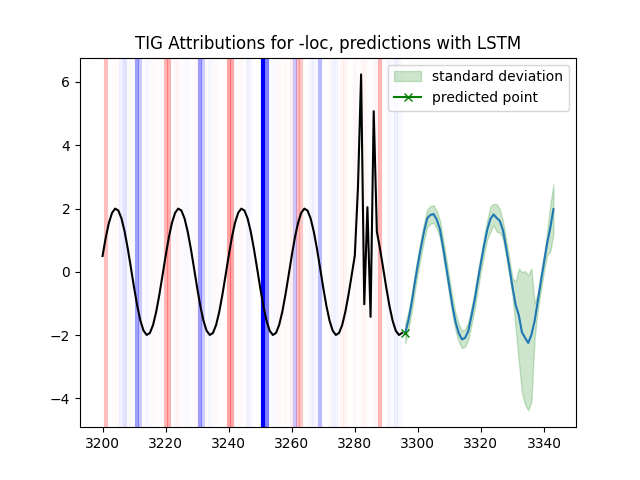 TIG Attributions for -loc, predictions with LSTM
standard deviation
predicted point
6
4
2
0
−2
−4
3200 3220 3240 3260 3280 3300 3320 3340